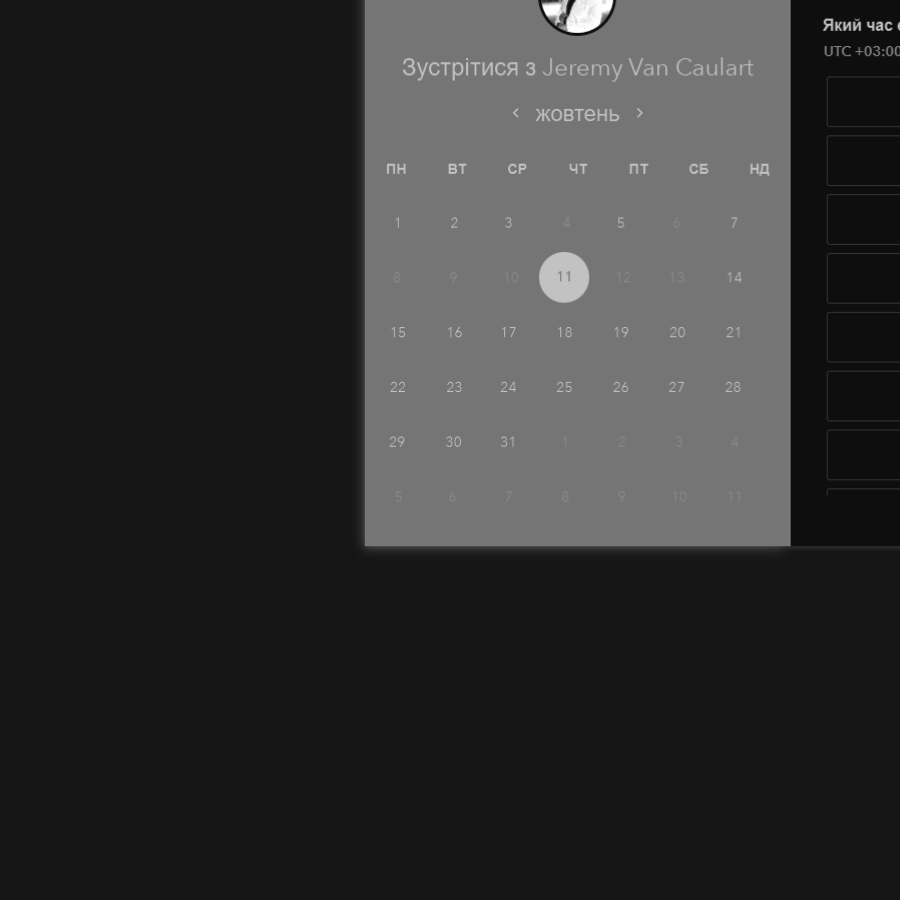 Зустрітися з Jeremy Van Caulart
жовтень
ПН ВТ СР ЧТ ПТ СБ НД
1 2 3 4 5 6 7
8 9 10 11 12 13 14
15 16 17 18 19 20 21
22 23 24 25 26 27 28
29 30 31 1 2 3 4
5 6 7 8 9 10 11
Який час
UTC +03:00